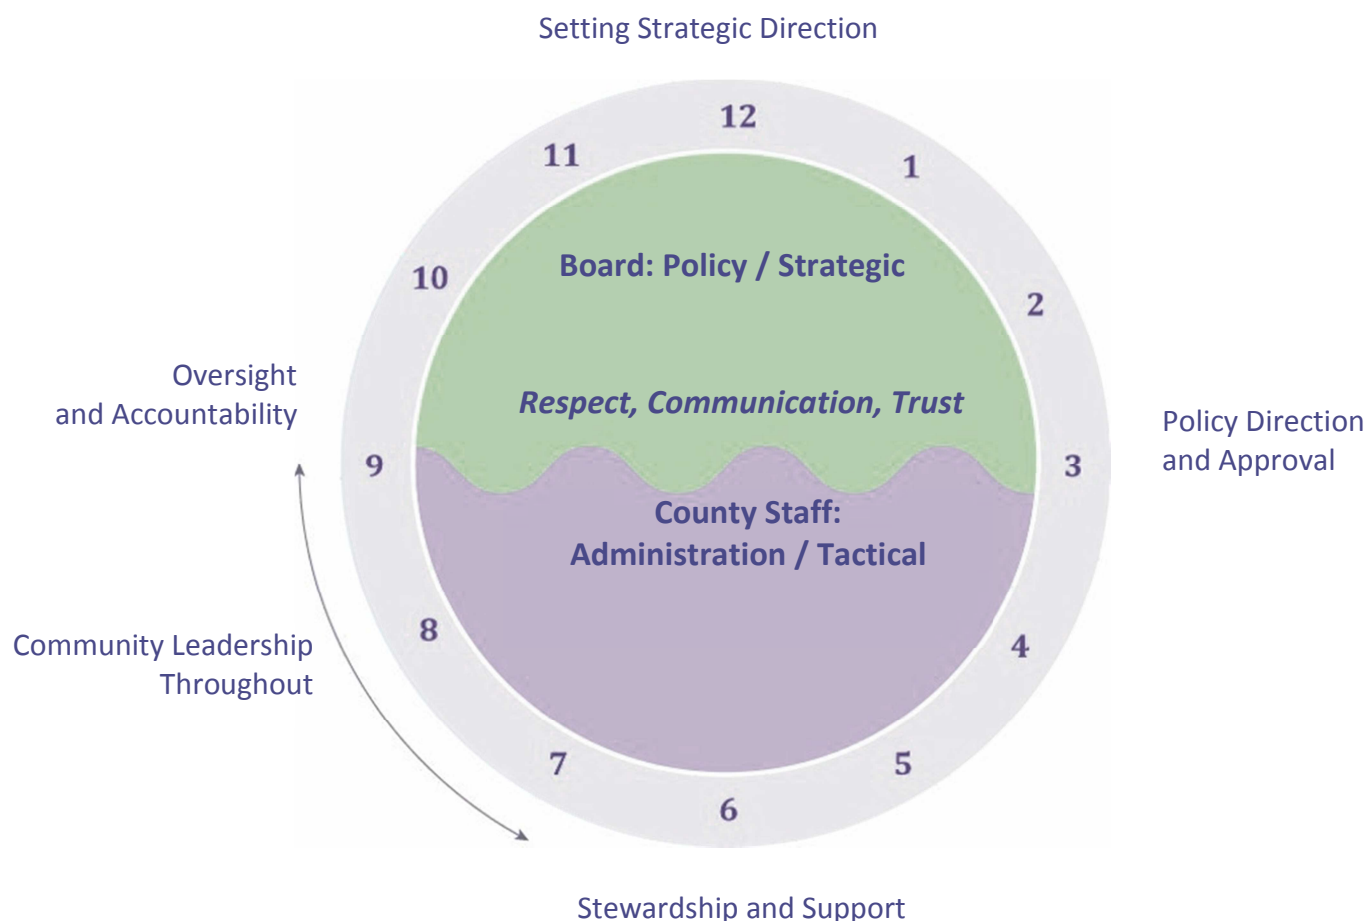 Setting Strategic Direction
12
11
1
10
2
Board: Policy / Strategic
Oversight
and Accountability
Respect, Communication, Trust
Policy Direction
and Approval
9
3
County Staff:
Administration / Tactical
8
4
Community Leadership
Throughout
7
5
6
Stewardship and Support